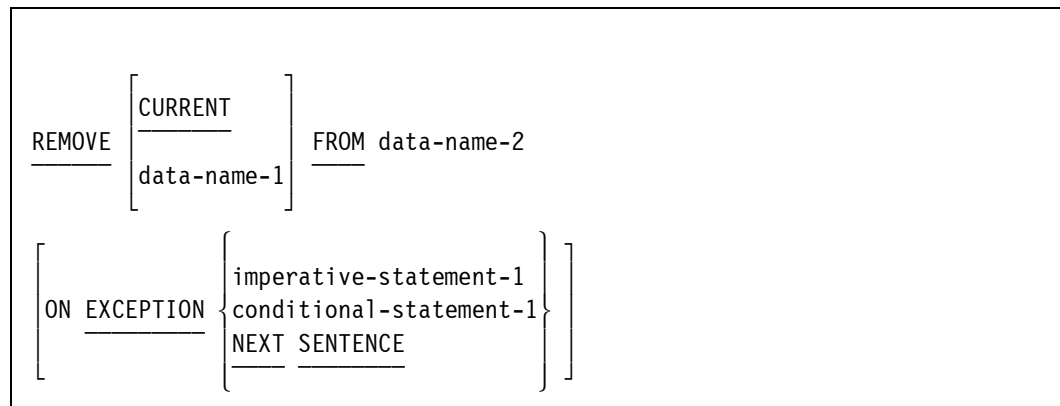 CURRENT
REMOVE FROM data-name-2
data-name-1
imperative-statement-1
ON EXCEPTION conditional-statement-1
NEXT SENTENCE